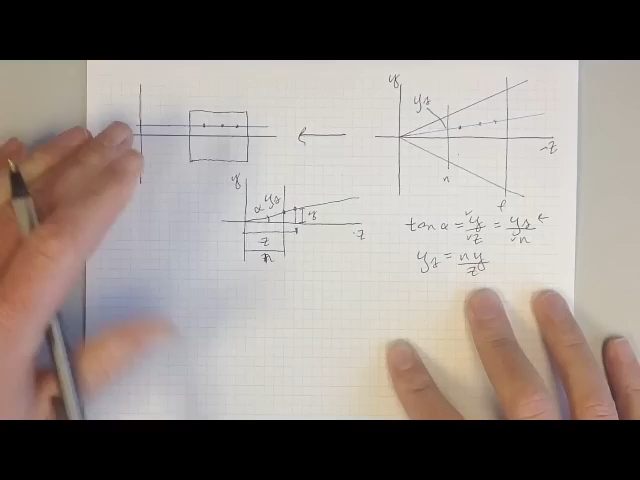 y
ys
n
f
-z
y
α
ys
y
z
n
-z
tan α = y/z = ys/n ←
ys = ny/z